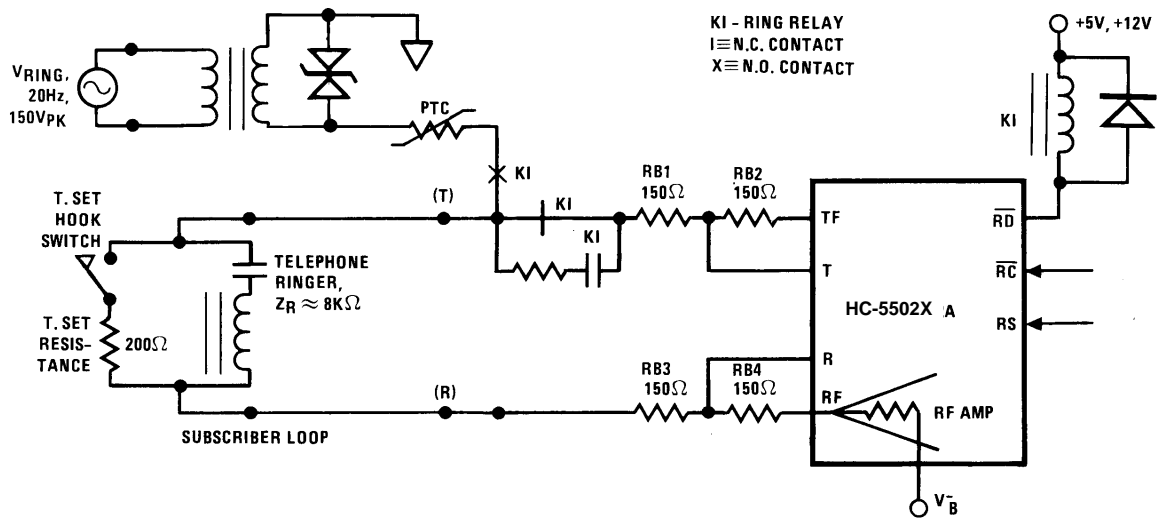 KI - RING RELAY
I≡N.C. CONTACT
X≡N.O. CONTACT
+5V, +12V
VRING,
20Hz,
150VPK
PTC
KI
KI
RB1
150Ω
RB2
150Ω
T. SET
HOOK
SWITCH
(T)
KI
KI
TF
RD
TELEPHONE
RINGER,
ZR ≈ 8KΩ
T
RC
HC-5502X A
RS
T. SET
RESIS-
TANCE
200Ω
R
RB3
150Ω
RB4
150Ω
(R)
RF
RF AMP
SUBSCRIBER LOOP
V-B